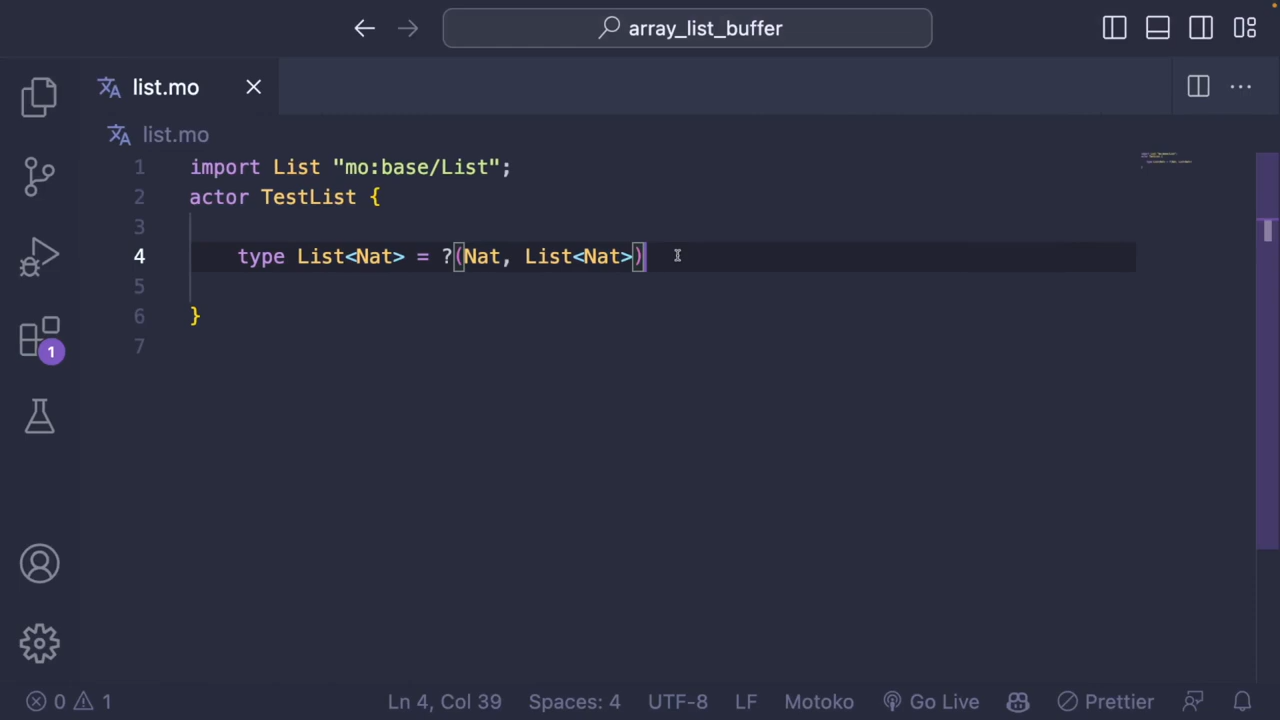 array_list_buffer
list.mo
list.mo
1 import List "mo:base/List";
2 actor TestList {
3
4 type List<Nat> = ?(Nat, List<Nat>)
5
6 }
7
1
0 1 Ln 4, Col 39 Spaces: 4 UTF-8 LF Motoko Go Live Prettier